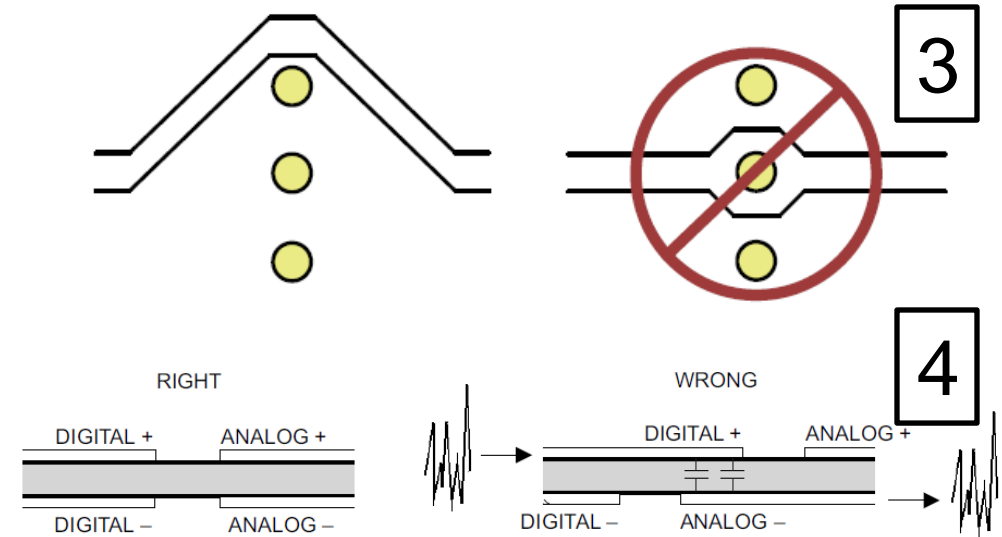 3
4
RIGHT
WRONG
DIGITAL +
ANALOG +
DIGITAL +
ANALOG +
DIGITAL –
ANALOG –
DIGITAL –
ANALOG –